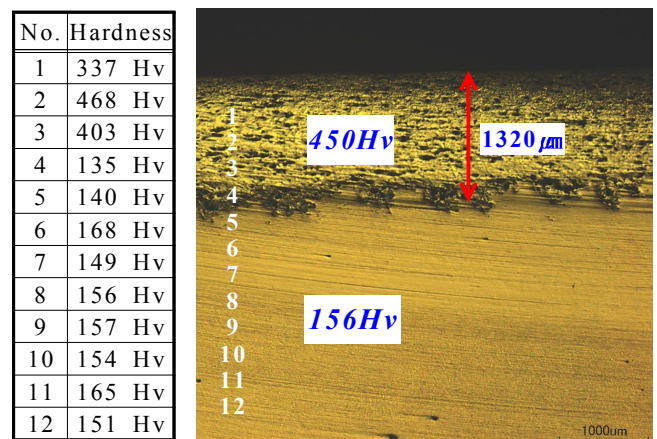 No. Hardness
1 337 Hv
2 468 Hv
3 403 Hv
4 135 Hv
5 140 Hv
6 168 Hv
7 149 Hv
8 156 Hv
9 157 Hv
10 154 Hv
11 165 Hv
12 151 Hv
1
2
3
4
5
6
7
8
9
10
11
12
450Hv
1320㎛
156Hv
1000um